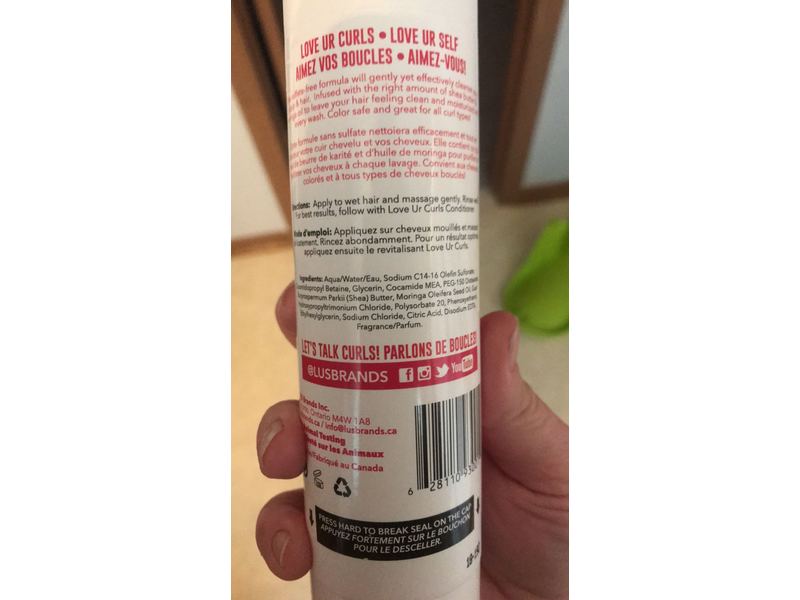 LOVE UR CURLS • LOVE UR SELF
AIMEZ VOS BOUCLES • AIMEZ-VOUS!
formula will gently yet effectively cleanse
& hair. Infused with the right amount of shea butter
oil to leave your hair feeling clean and
every wash. Color safe and great for all curl types!
formule sans sulfate nettoiera efficacement et
votre cuir chevelu et vos cheveux. Elle contient
de beurre de karité et d'huile de moringa pour
vos cheveux à chaque lavage. Convient aux cheveux
colorés et à tous types de cheveux bouclés!
Apply to wet hair and massage gently. Rinse
For best results, follow with Love Ur Curls Conditioner.
d'emploi: Appliquez sur cheveux mouillés et
Rincez abondamment. Pour un résultat
appliquez ensuite le revitalisant Love Ur Curls.
Ingredients: Aqua/Water/Eau, Sodium C14-16 Olefin Sulfonate,
Betaine, Glycerin, Cocamide MEA, PEG-150 Distearate,
Butyrospermum Parkii (Shea) Butter, Moringa Oleifera Seed Oil, Guar
Chloride, Polysorbate 20, Phenoxyethanol,
Ethylhexylglycerin, Sodium Chloride, Citric Acid, Disodium EDTA,
Fragrance/Parfum.
LET'S TALK CURLS! PARLONS DE BOUCLES!
@LUSBRANDS f YouTube
Brands Inc.
Ontario M4W 1A8
/ info@lusbrands.ca
Testing
sur les Animaux
/Fabriqué au Canada
6 28110 930
PRESS HARD TO BREAK SEAL ON THE CAP
APPUYEZ FORTEMENT SUR LE BOUCHON
POUR LE DESCELLER.